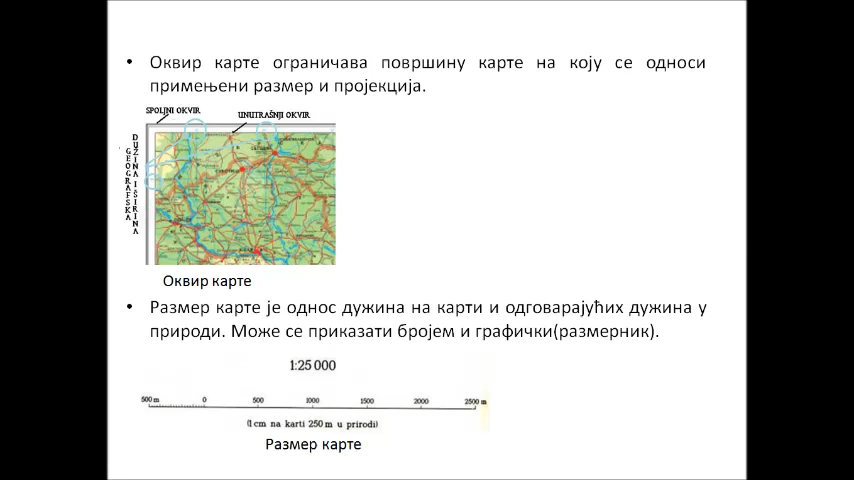 • Оквир карте ограничава површину карте на коју се односи
примењени размер и пројекција.
SPOLJNI OKVIR
UNUTRAŠNJI OKVIR
GEOGRAFSKA
DUŽINA I ŠIRINA
Оквир карте
• Размер карте је однос дужина на карти и одговарајућих дужина у
природи. Може се приказати бројем и графички(размерник).
1:25 000
500 m 0 500 1000 1500 2000 2500 m
(1 cm na karti 250 m u prirodi)
Размер карте